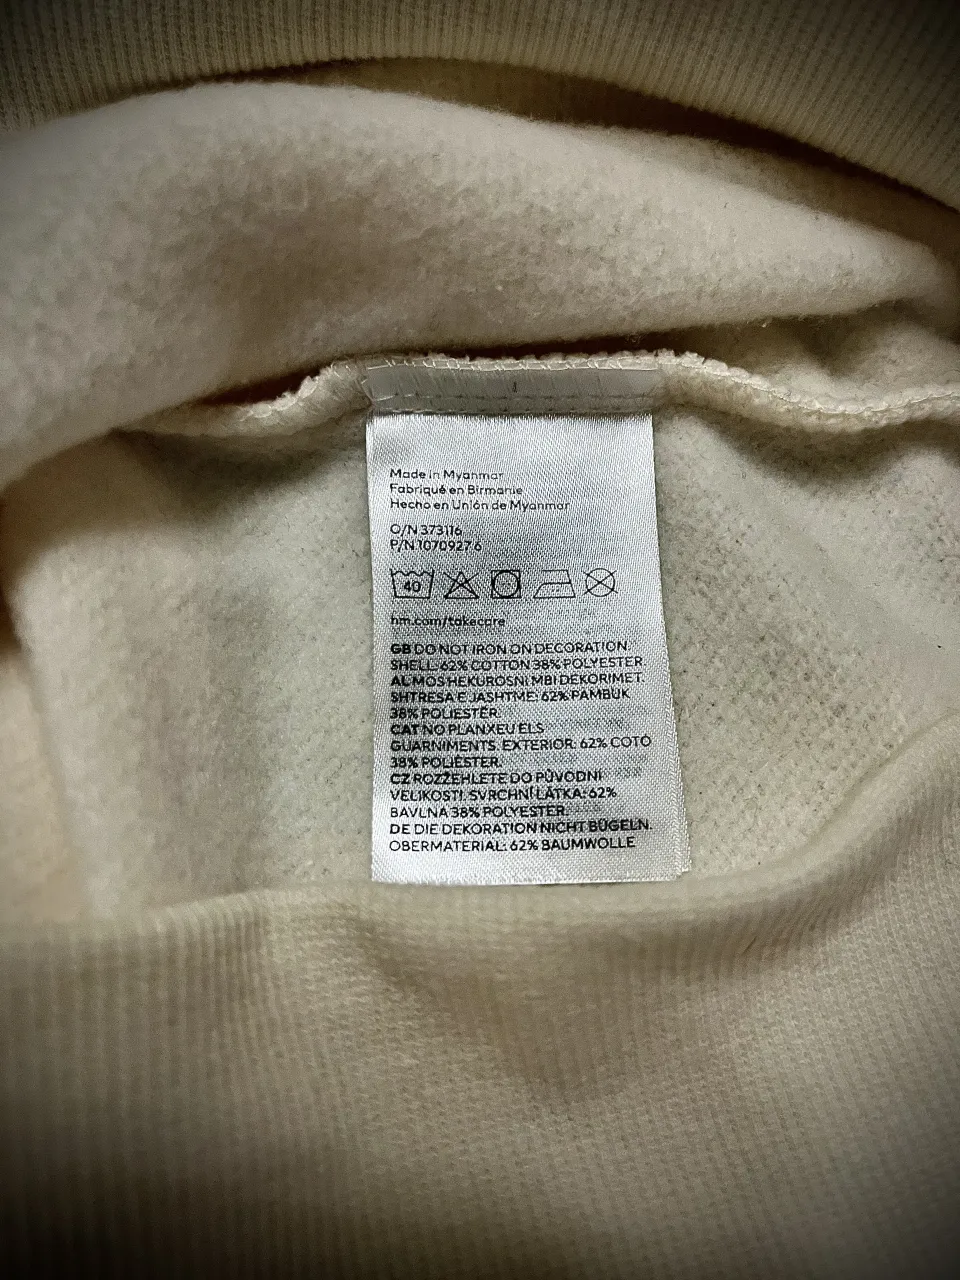 Made in Myanmar
Fabriqué en Birmanie
Hecho en Unión de Myanmar
O/N 373116
P/N 1070927 6
40
hm.com/takecare
GB DO NOT IRON ON DECORATION.
SHELL: 62% COTTON 38% POLYESTER.
AL MOS HEKUROSNI MBI DEKORIMET.
SHTRESA E JASHTME: 62% PAMBUK
38% POLIESTËR.
CAT NO PLANXEU ELS
GUARNIMENTS. EXTERIOR: 62% COTÓ
38% POLIÈSTER.
CZ ROZŽEHLETE DO PŮVODNÍ
VELIKOSTI. SVRCHNÍ LÁTKA: 62%
BAVLNA 38% POLYESTER.
DE DIE DEKORATION NICHT BÜGELN.
OBERMATERIAL: 62% BAUMWOLLE